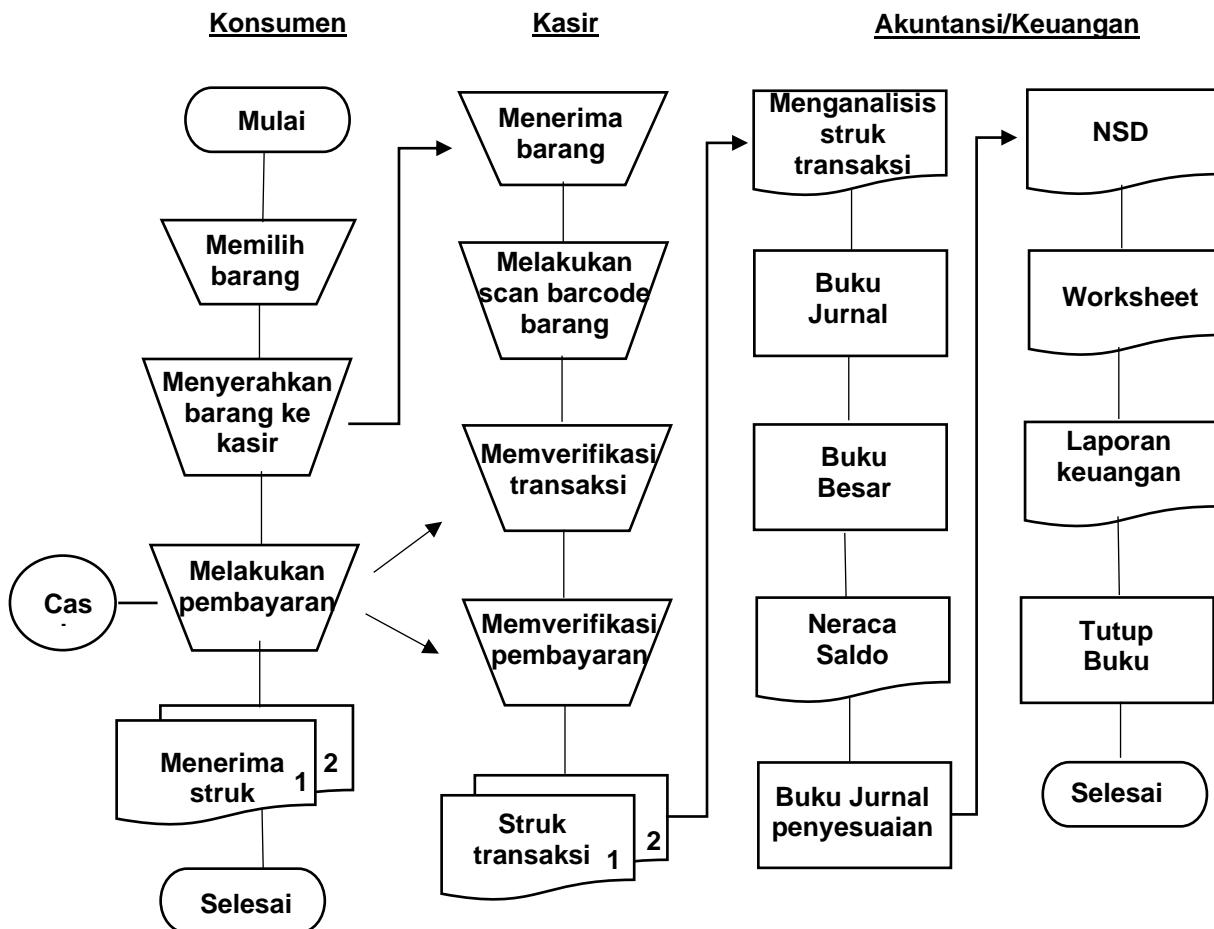 Konsumen
Kasir
Akuntansi/Keuangan
Mulai
Memilih
barang
Menyerahkan
barang ke
kasir
Melakukan
pembayaran
Cas
Menerima
struk
1
2
Selesai
Menerima
barang
Melakukan
scan barcode
barang
Memverifikasi
transaksi
Memverifikasi
pembayaran
Struk
transaksi
1
2
Menganalisis
struk
transaksi
Buku
Jurnal
Buku
Besar
Neraca
Saldo
Buku Jurnal
penyesuaian
NSD
Worksheet
Laporan
keuangan
Tutup
Buku
Selesai